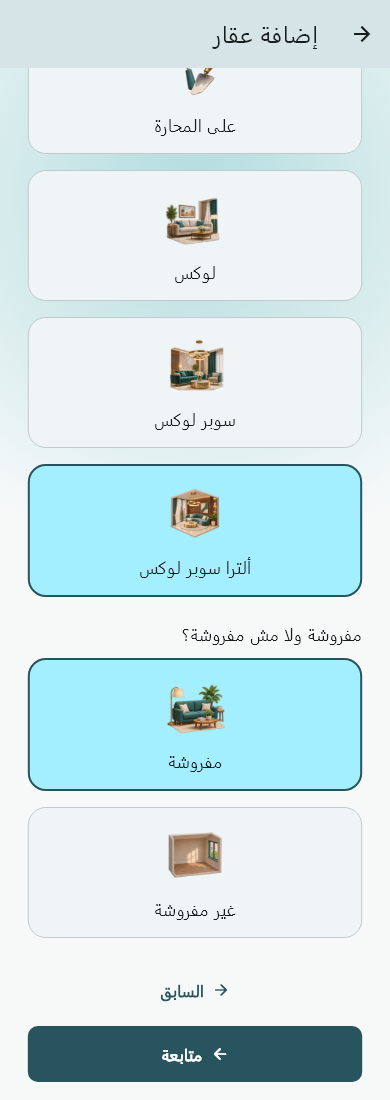 إضافة عقار
على المحارة
لوكس
سوبر لوكس
ألترا سوبر لوكس
مفروشة ولا مش مفروشة؟
مفروشة
غير مفروشة
السابق
متابعة